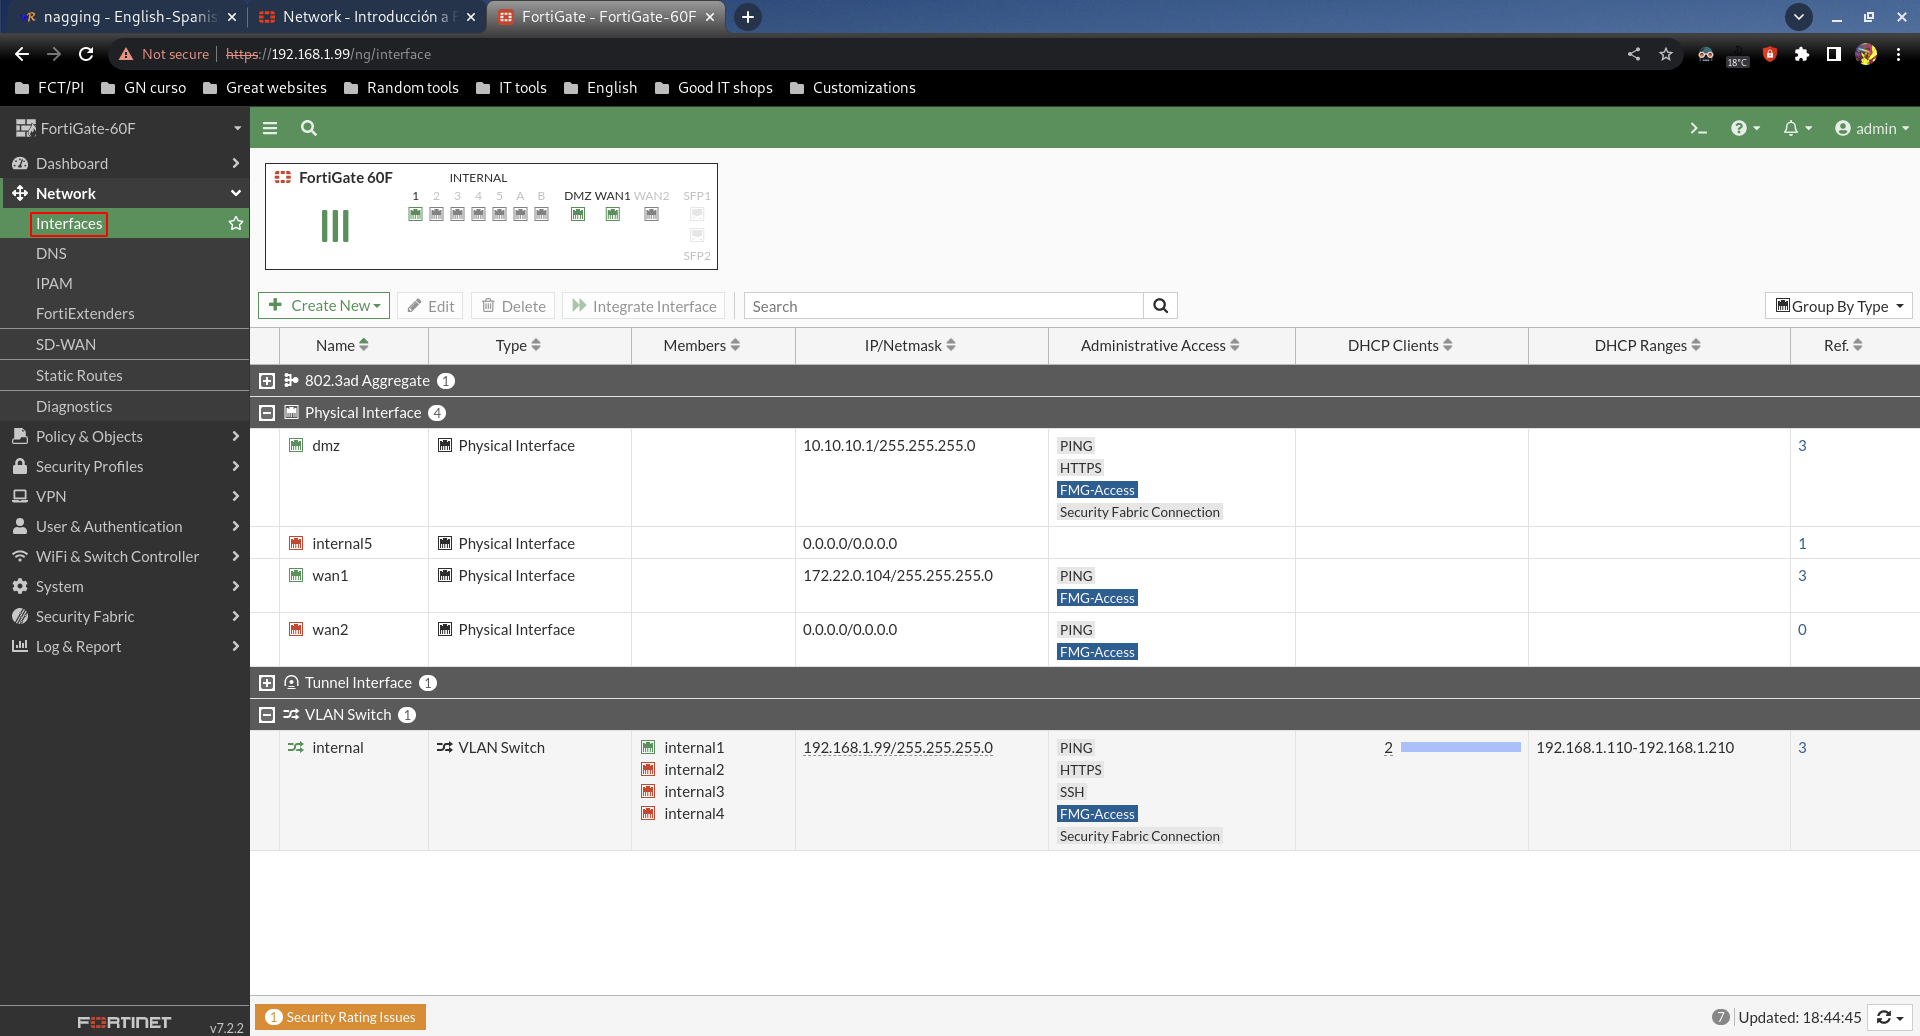 nagging - English-Spanis
Network - Introducción a F
FortiGate - FortiGate-60F
Not secure
https://192.168.1.99/ng/interface
18°C
FCT/PI
GN curso
Great websites
Random tools
IT tools
English
Good IT shops
Customizations
FortiGate-60F
admin
Dashboard
Network
Interfaces
DNS
IPAM
FortiExtenders
SD-WAN
Static Routes
Diagnostics
Policy & Objects
Security Profiles
VPN
User & Authentication
WiFi & Switch Controller
System
Security Fabric
Log & Report
FORTINET
v7.2.2
FortiGate 60F
INTERNAL
1 2 3 4 5 A B DMZ WAN1 WAN2 SFP1
SFP2
Create New
Edit
Delete
Integrate Interface
Search
Group By Type
Name Type Members IP/Netmask Administrative Access DHCP Clients DHCP Ranges Ref.
802.3ad Aggregate 1
Physical Interface 4
dmz Physical Interface 10.10.10.1/255.255.255.0 PING 3
HTTPS
FMG-Access
Security Fabric Connection
internal5 Physical Interface 0.0.0.0/0.0.0.0 1
wan1 Physical Interface 172.22.0.104/255.255.255.0 PING 3
FMG-Access
wan2 Physical Interface 0.0.0.0/0.0.0.0 PING 0
FMG-Access
Tunnel Interface 1
VLAN Switch 1
internal VLAN Switch internal1 192.168.1.99/255.255.255.0 PING 2 192.168.1.110-192.168.1.210 3
internal2 HTTPS
internal3 SSH
internal4 FMG-Access
Security Fabric Connection
1 Security Rating Issues
7 Updated: 18:44:45